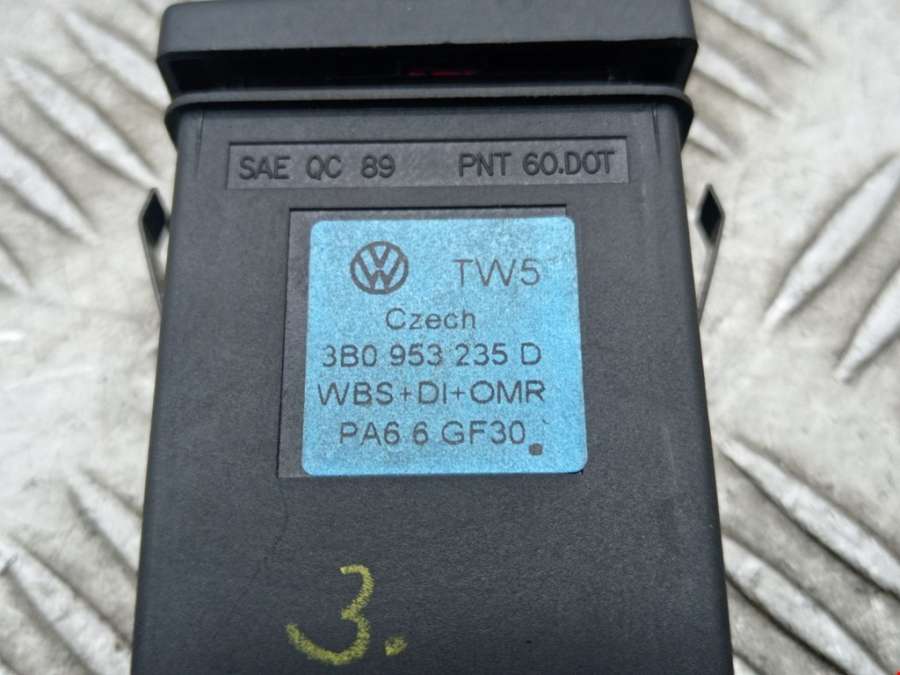 SAE QC 89 PNT 60.DOT
TW5
Czech
3B0 953 235 D
WBS+DI+OMR
PA6.6 GF30
3.